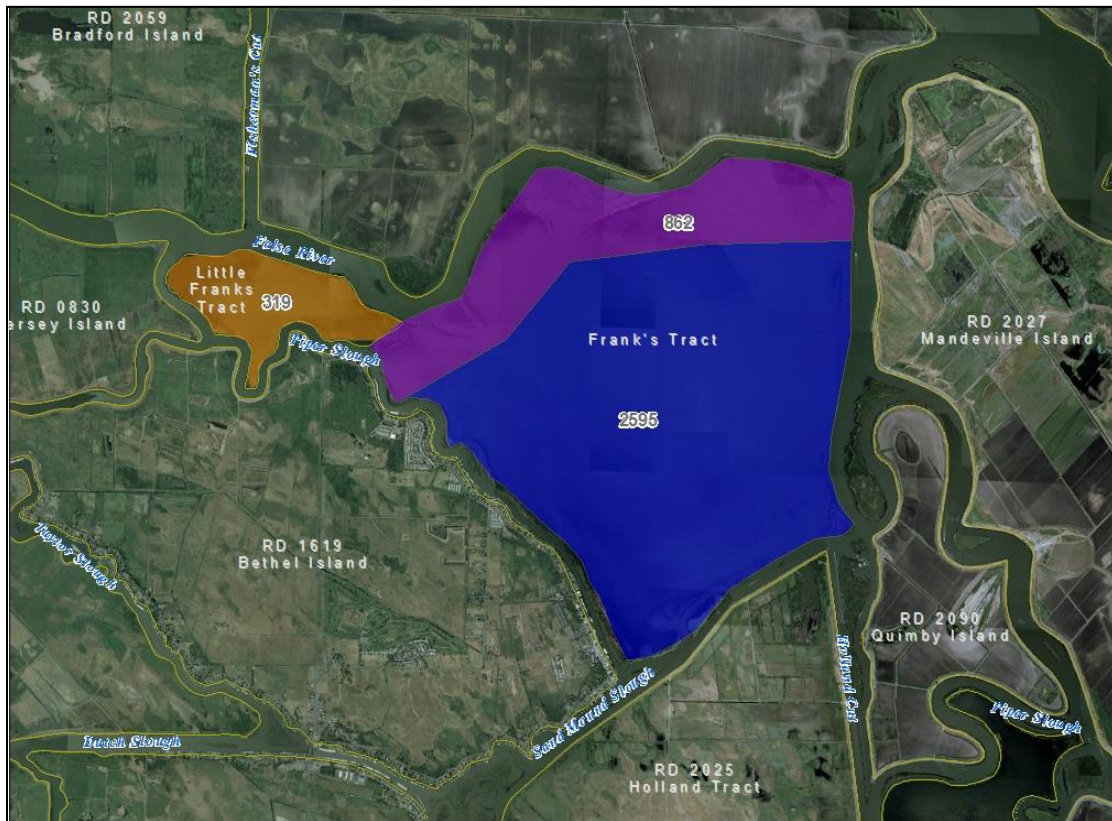 RD 2059
Bradford Island
Fisherman's Cut
862
False River
Little
Franks
Tract
319
RD 0830
ersey Island
Piper Slough
Frank's Tract
RD 2027
Mandeville Island
2595
Taylor Slough
RD 1619
Bethel Island
RD 2090
Quimby Island
Holland Cut
Sand Mound Slough
Piper Slough
Dutch Slough
RD 2025
Holland Tract